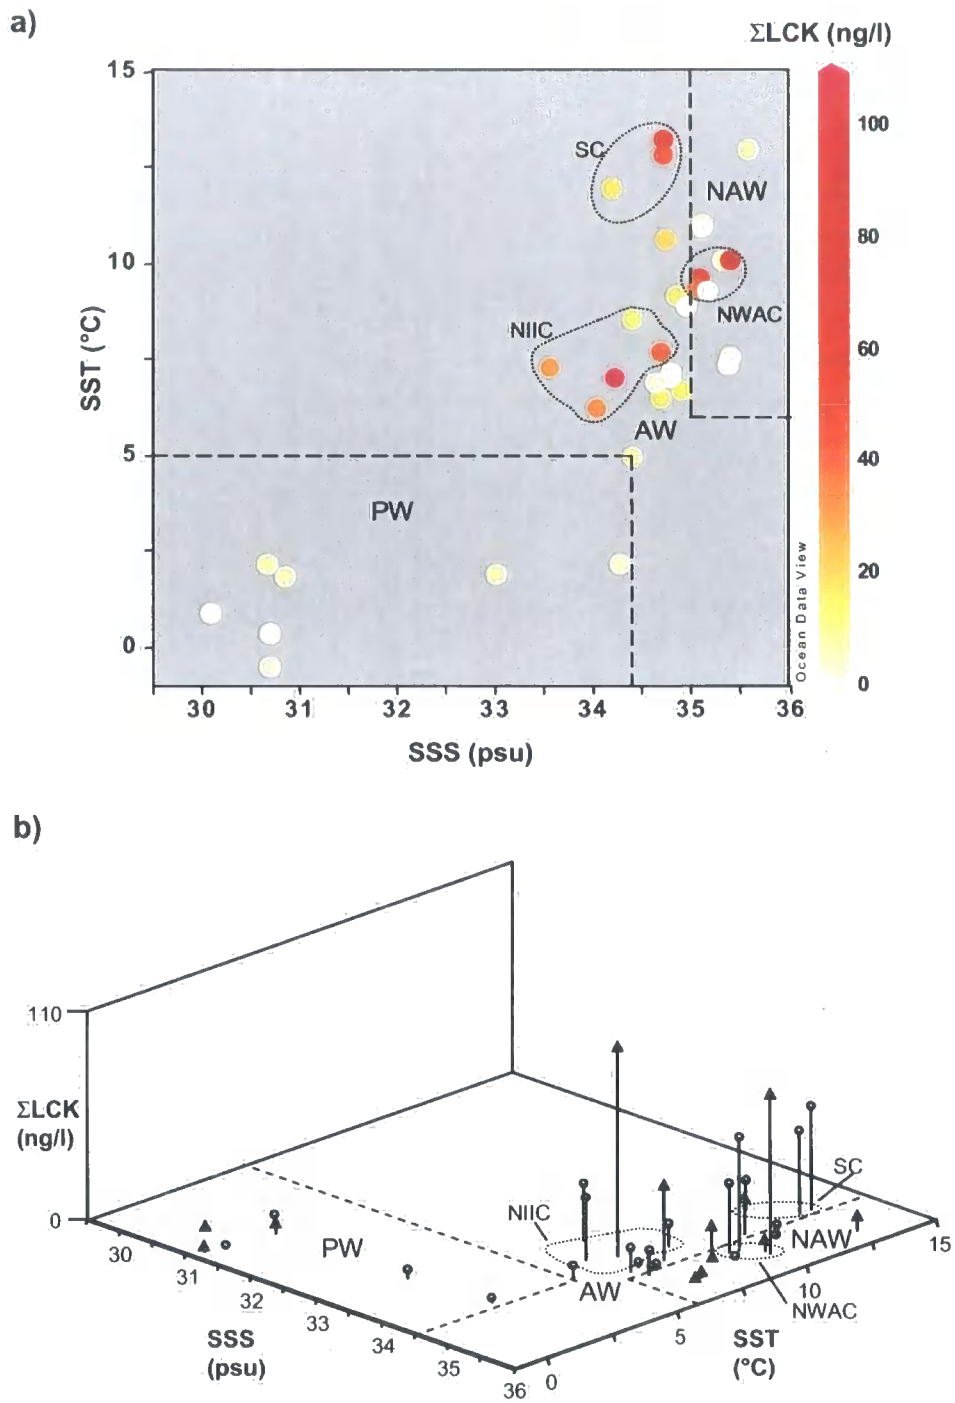 a)
ΣLCK (ng/l)
15
10
5
0
SST (°C)
SC
NAW
NIIC
NWAC
AW
PW
30 31 32 33 34 35 36
SSS (psu)
100
80
60
40
20
0
Ocean Data View
b)
110
ΣLCK
(ng/l)
0
30
31
32
33
34
35
36
SSS
(psu)
PW
NIIC
AW
SC
NAW
NWAC
0
5
10
15
SST
(°C)